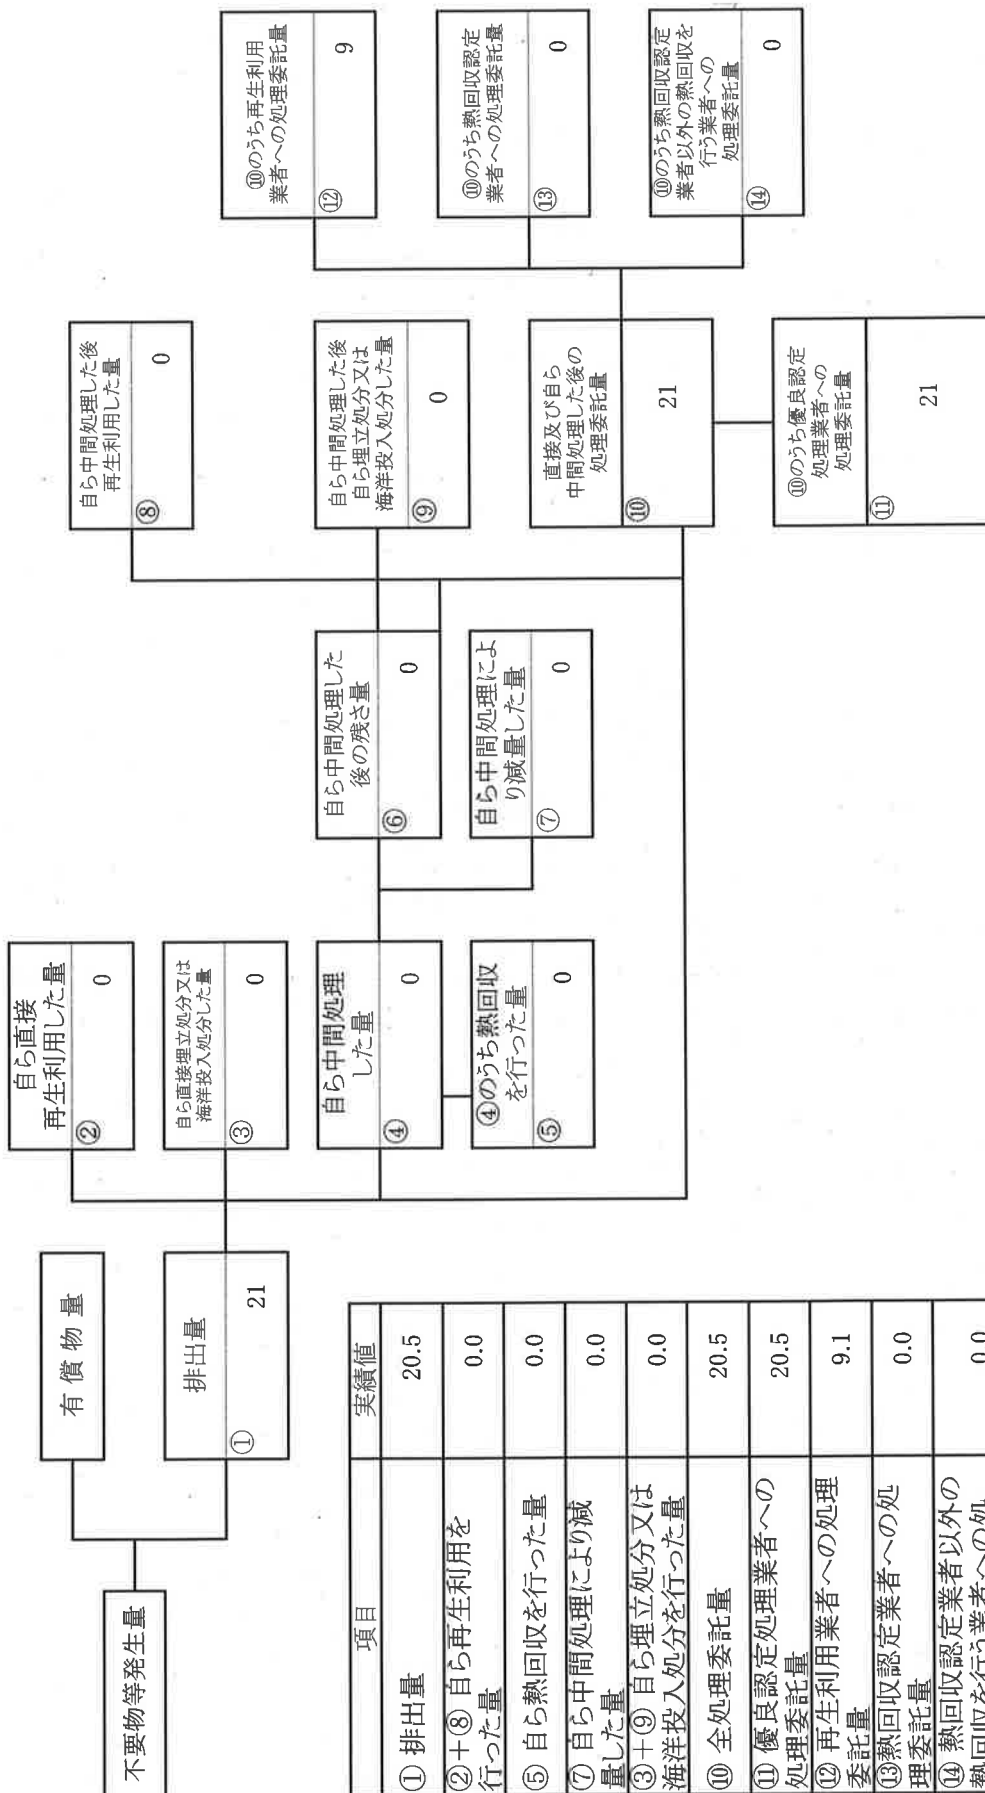 不要物等発生量
有償物量
排出量
①
21
自ら直接
再生利用した量
②
0
自ら直接埋立処分又は
海洋投入処分した量
③
0
自ら中間処理
した量
④
0
④のうち熱回収
を行った量
⑤
0
自ら中間処理した
後の残さ量
⑥
0
自ら中間処理によ
り減量した量
⑦
0
自ら中間処理した後
再生利用した量
⑧
0
自ら中間処理した後
自ら埋立処分又は
海洋投入処分した量
⑨
0
直接及び自ら
中間処理した後の
処理委託量
⑩
21
⑩のうち優良認定
処理業者への
処理委託量
⑪
21
⑩のうち再生利用
業者への処理委託量
⑫
9
⑩のうち熱回収認定
業者への処理委託量
⑬
0
⑩のうち熱回収認定
業者以外の熱回収を
行う業者への
処理委託量
⑭
0
項目 実績値
① 排出量 20.5
②+⑧ 自ら再生利用を
行った量 0.0
⑤ 自ら熱回収を行った量 0.0
⑦ 自ら中間処理により減
量した量 0.0
③+⑨ 自ら埋立処分又は
海洋投入処分を行った量 0.0
⑩ 全処理委託量 20.5
⑪ 優良認定処理業者への
処理委託量 20.5
⑫ 再生利用業者への処理
委託量 9.1
⑬熱回収認定業者への処
理委託量 0.0
⑭ 熱回収認定業者以外の
熱回収を行う業者への処 0.0